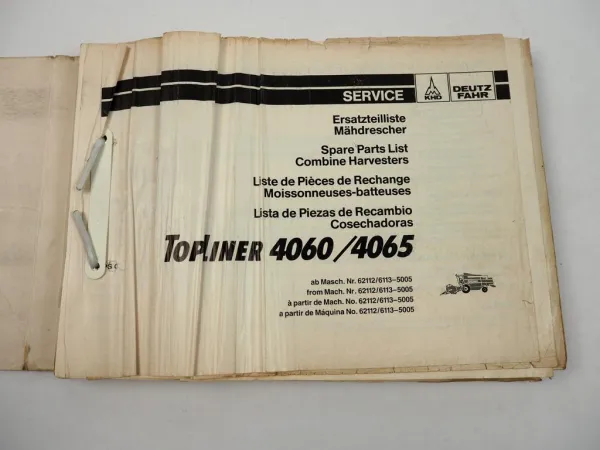 SERVICE
KHD
DEUTZ
FAHR
Ersatzteilliste
Mähdrescher
Spare Parts List
Combine Harvesters
Liste de Pièces de Rechange
Moissonneuses-batteuses
Lista de Piezas de Recambio
Cosechadoras
TOPLINER 4060/4065
ab Masch. Nr. 62112/6113-5005
from Mach. Nr. 62112/6113-5005
à partir de Mach. No. 62112/6113-5005
a partir de Máquina No. 62112/6113-5005